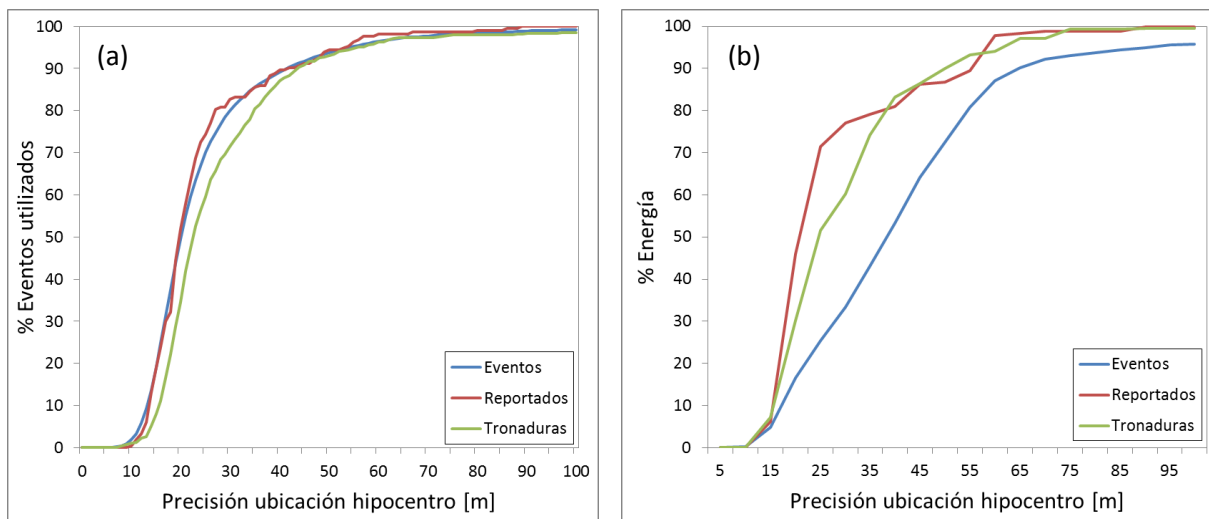 (a)
% Eventos utilizados
100
90
80
70
60
50
40
30
20
10
0
0 10 20 30 40 50 60 70 80 90 100
Precisión ubicación hipocentro [m]
Eventos
Reportados
Tronaduras
(b)
% Energía
100
90
80
70
60
50
40
30
20
10
0
5 15 25 35 45 55 65 75 85 95
Precisión ubicación hipocentro [m]
Eventos
Reportados
Tronaduras